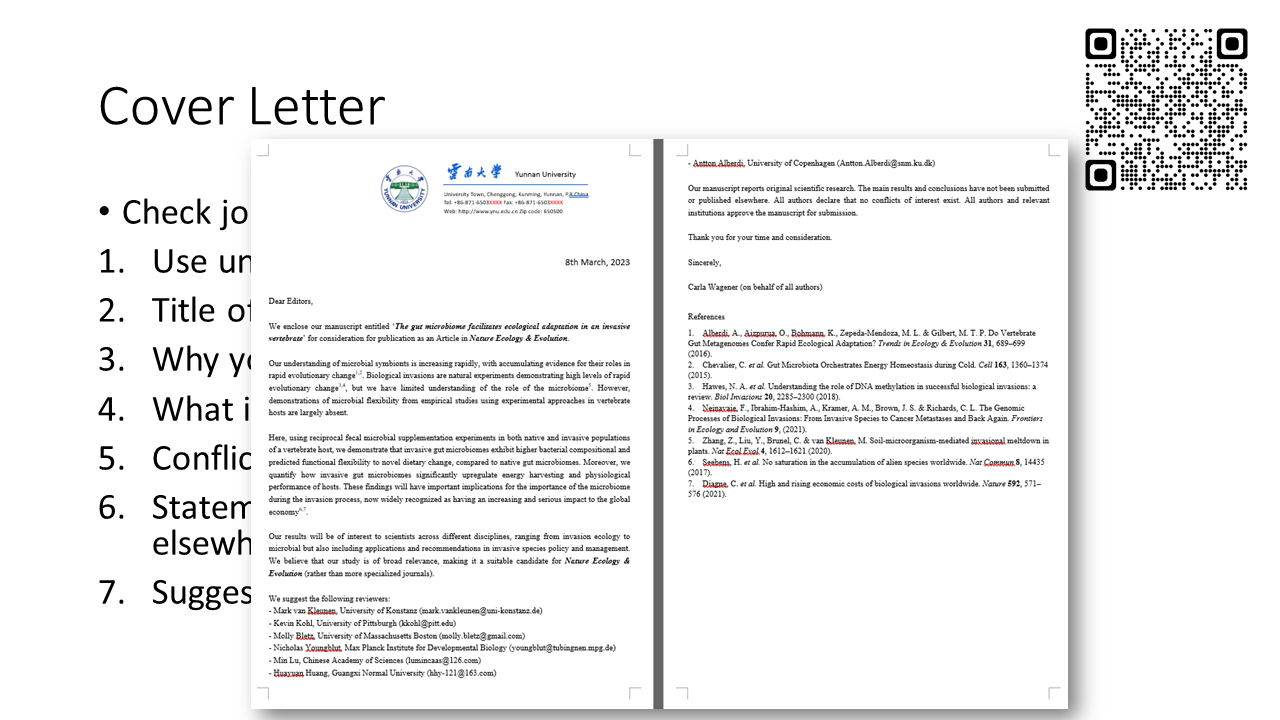 Cover Letter
• Check jo
1. Use un
2. Title of
3. Why yo
4. What i
5. Conflic
6. Statem
elsewh
7. Sugges
雲南大學 Yunnan University
YUNNAN UNIVERSITY
University Town, Chenggong, Kunming, Yunnan, P.R.China
Tel: +86-871-6503XXXX Fax: +86-871-6503XXXX
Web: http://www.ynu.edu.cn Zip code: 650500
8th March, 2023
Dear Editors,
We enclose our manuscript entitled ‘The gut microbiome facilitates ecological adaptation in an invasive
vertebrate’ for consideration for publication as an Article in Nature Ecology & Evolution.
Our understanding of microbial symbionts is increasing rapidly, with accumulating evidence for their roles in
rapid evolutionary change1,2. Biological invasions are natural experiments demonstrating high levels of rapid
evolutionary change3,4, but we have limited understanding of the role of the microbiome5. However,
demonstrations of microbial flexibility from empirical studies using experimental approaches in vertebrate
hosts are largely absent.
Here, using reciprocal fecal microbial supplementation experiments in both native and invasive populations
of a vertebrate host, we demonstrate that invasive gut microbiomes exhibit higher bacterial compositional and
predicted functional flexibility to novel dietary change, compared to native gut microbiomes. Moreover, we
quantify how invasive gut microbiomes significantly upregulate energy harvesting and physiological
performance of hosts. These findings will have important implications for the importance of the microbiome
during the invasion process, now widely recognized as having an increasing and serious impact to the global
economy6,7.
Our results will be of interest to scientists across different disciplines, ranging from invasion ecology to
microbial but also including applications and recommendations in invasive species policy and management.
We believe that our study is of broad relevance, making it a suitable candidate for Nature Ecology &
Evolution (rather than more specialized journals).
We suggest the following reviewers:
- Mark van Kleunen, University of Konstanz (mark.vankleunen@uni-konstanz.de)
- Kevin Kohl, University of Pittsburgh (kkohl@pitt.edu)
- Molly Bletz, University of Massachusetts Boston (molly.bletz@gmail.com)
- Nicholas Youngblut, Max Planck Institute for Developmental Biology (youngblut@tubingnen.mpg.de)
- Min Lu, Chinese Academy of Sciences (lumincaas@126.com)
- Huayuan Huang, Guangxi Normal University (hhy-121@163.com)
- Antton Alberdi, University of Copenhagen (Antton.Alberdi@snm.ku.dk)
Our manuscript reports original scientific research. The main results and conclusions have not been submitted
or published elsewhere. All authors declare that no conflicts of interest exist. All authors and relevant
institutions approve the manuscript for submission.
Thank you for your time and consideration.
Sincerely,
Carla Wagener (on behalf of all authors)
References
1. Alberdi, A., Aizpurua, O., Bohmann, K., Zepeda-Mendoza, M. L. & Gilbert, M. T. P. Do Vertebrate
Gut Metagenomes Confer Rapid Ecological Adaptation? Trends in Ecology & Evolution 31, 689–699
(2016).
2. Chevalier, C. et al. Gut Microbiota Orchestrates Energy Homeostasis during Cold. Cell 163, 1360–1374
(2015).
3. Hawes, N. A. et al. Understanding the role of DNA methylation in successful biological invasions: a
review. Biol Invasions 20, 2285–2300 (2018).
4. Neinavaie, F., Ibrahim-Hashim, A., Kramer, A. M., Brown, J. S. & Richards, C. L. The Genomic
Processes of Biological Invasions: From Invasive Species to Cancer Metastases and Back Again. Frontiers
in Ecology and Evolution 9, (2021).
5. Zhang, Z., Liu, Y., Brunel, C. & van Kleunen, M. Soil-microorganism-mediated invasional meltdown in
plants. Nat Ecol Evol 4, 1612–1621 (2020).
6. Seebens, H. et al. No saturation in the accumulation of alien species worldwide. Nat Commun 8, 14435
(2017).
7. Diagne, C. et al. High and rising economic costs of biological invasions worldwide. Nature 592, 571–
576 (2021).